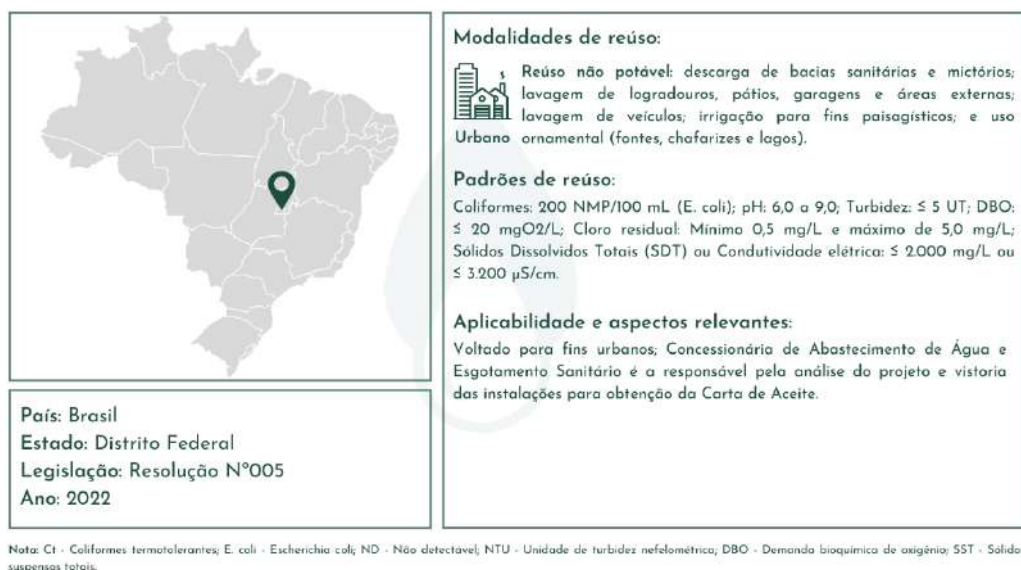 Modalidades de reúso:
Reúso não potável: descarga de bacias sanitárias e mictórios;
lavagem de logradouros, pátios, garagens e áreas externas;
lavagem de veículos; irrigação para fins paisagísticos; e uso
Urbano ornamental (fontes, chafarizes e lagos).
Padrões de reúso:
Coliformes: 200 NMP/100 mL (E. coli); pH: 6,0 a 9,0; Turbidez: ≤ 5 UT; DBO:
≤ 20 mgO2/L; Cloro residual: Mínimo 0,5 mg/L e máximo de 5,0 mg/L;
Sólidos Dissolvidos Totais (SDT) ou Condutividade elétrica: ≤ 2.000 mg/L ou
≤ 3.200 µS/cm.
Aplicabilidade e aspectos relevantes:
Voltado para fins urbanos; Concessionária de Abastecimento de Água e
Esgotamento Sanitário é a responsável pela análise do projeto e vistoria
das instalações para obtenção da Carta de Aceite.
País: Brasil
Estado: Distrito Federal
Legislação: Resolução Nº005
Ano: 2022
Nota: Ct - Coliformes termotolerantes; E. coli - Escherichia coli; ND - Não detectável; NTU - Unidade de turbidez nefelométrica; DBO - Demanda bioquímica de oxigênio; SST - Sólido
suspensos totais.